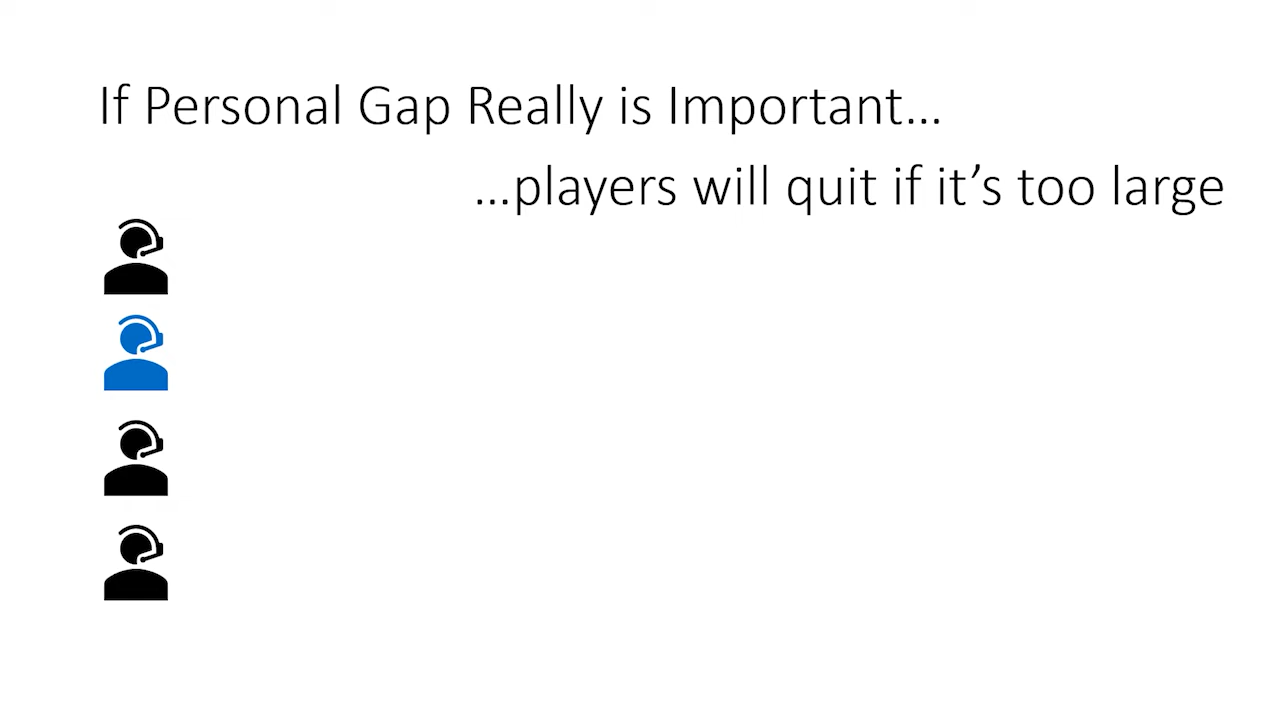 If Personal Gap Really is Important…
…players will quit if it’s too large